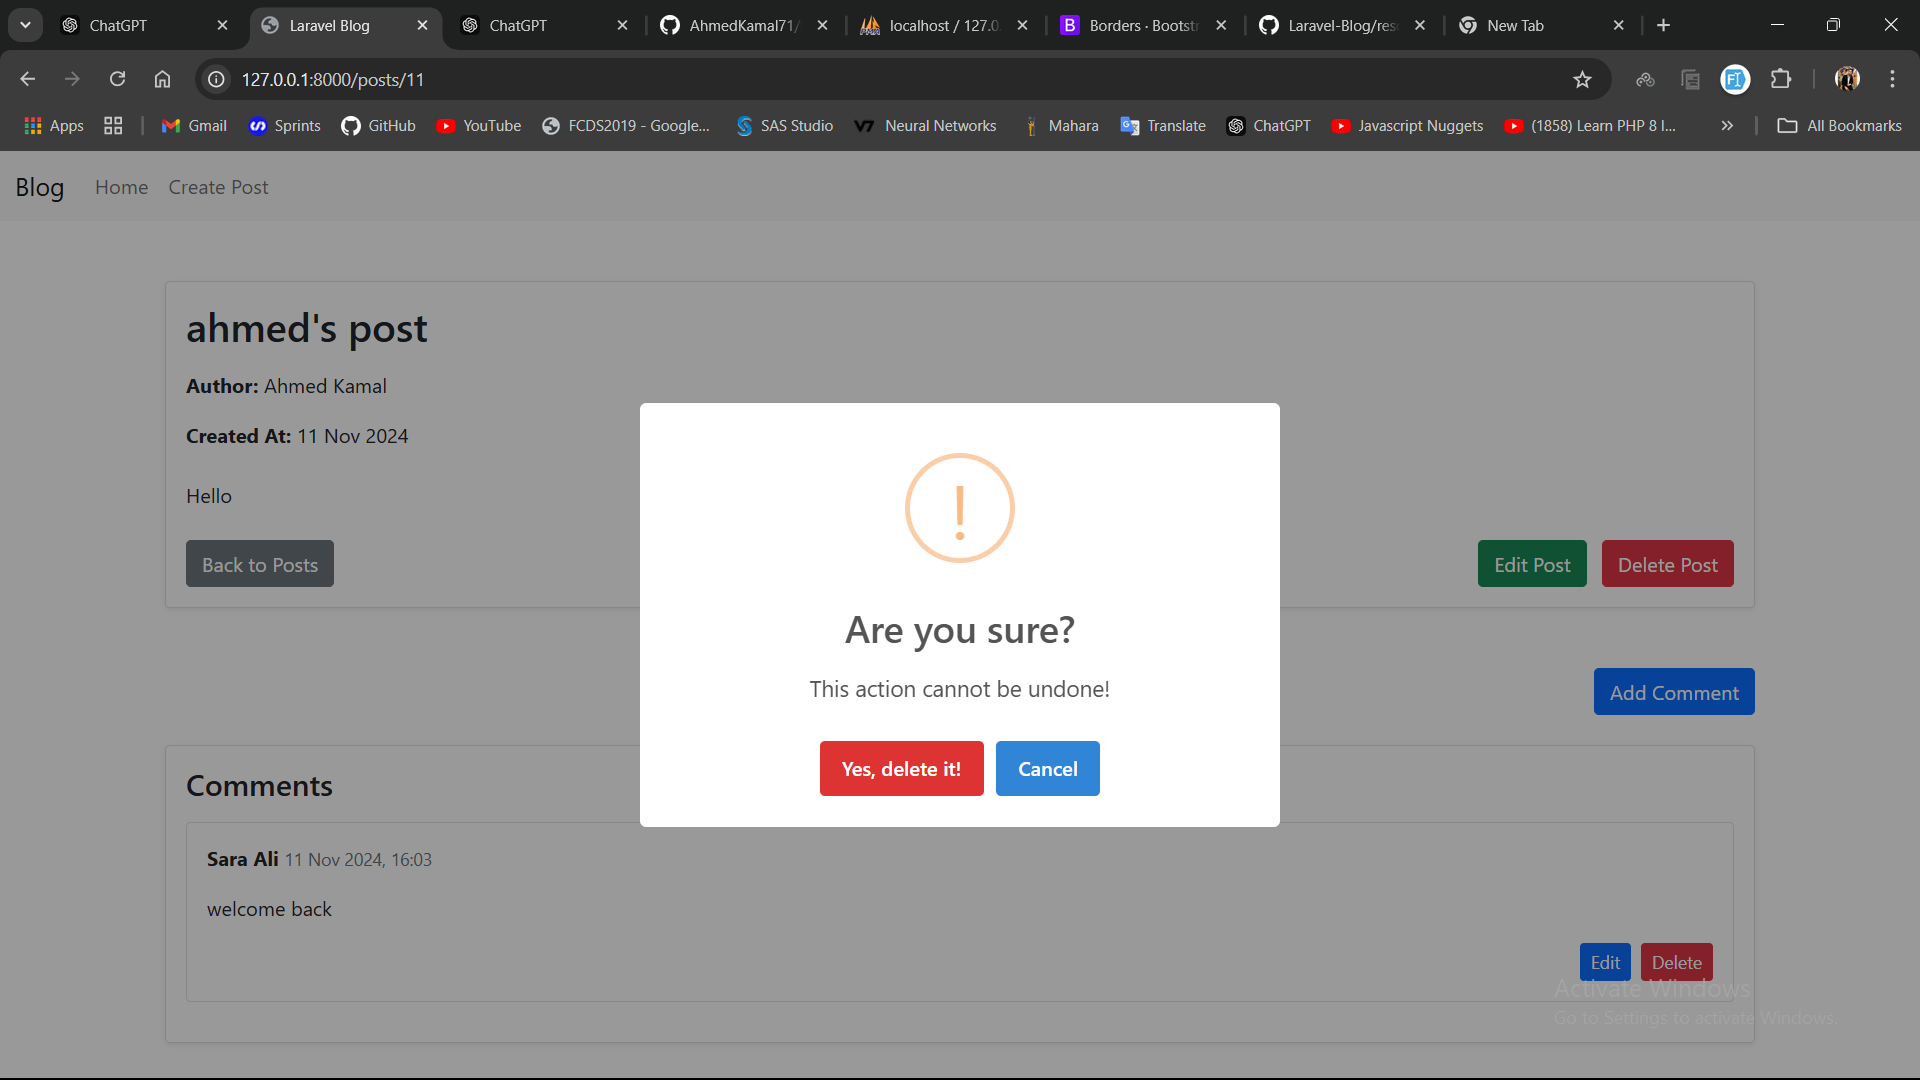 ChatGPT
Laravel Blog
ChatGPT
AhmedKamal71/
localhost / 127.0.
Borders · Bootst
Laravel-Blog/res
New Tab
127.0.0.1:8000/posts/11
Apps
Gmail
Sprints
GitHub
YouTube
FCDS2019 - Google...
SAS Studio
Neural Networks
Mahara
Translate
ChatGPT
Javascript Nuggets
(1858) Learn PHP 8 I...
All Bookmarks
Blog Home Create Post
ahmed's post
Author: Ahmed Kamal
Created At: 11 Nov 2024
Hello
Back to Posts
Edit Post
Delete Post
!
Are you sure?
This action cannot be undone!
Yes, delete it!
Cancel
Add Comment
Comments
Sara Ali 11 Nov 2024, 16:03
welcome back
Edit
Delete
Activate Windows
Go to Settings to activate Windows.